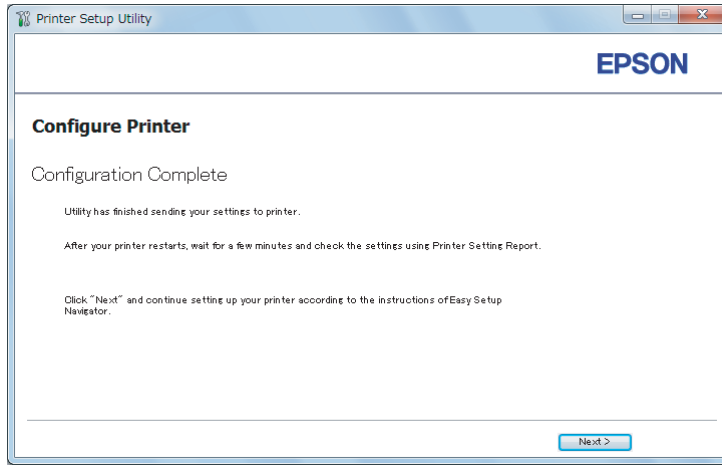 Printer Setup Utility
EPSON
Configure Printer
Configuration Complete
Utility has finished sending your settings to printer.
After your printer restarts, wait for a few minutes and check the settings using Printer Setting Report.
Click "Next" and continue setting up your printer according to the instructions of Easy Setup
Navigator.
Next >